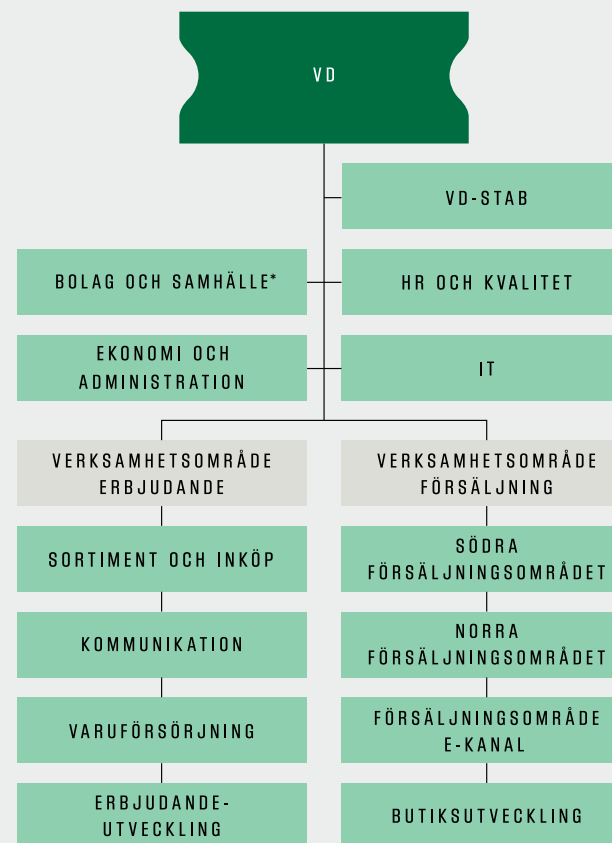 VD
VD-STAB
BOLAG OCH SAMHÄLLE*
HR OCH KVALITET
EKONOMI OCH
ADMINISTRATION
IT
VERKSAMHETSOMRÅDE
ERBJUDANDE
VERKSAMHETSOMRÅDE
FÖRSÄLJNING
SORTIMENT OCH INKÖP
SÖDRA
FÖRSÄLJNINGSOMRÅDET
KOMMUNIKATION
NORRA
FÖRSÄLJNINGSOMRÅDET
VARUFÖRSÖRJNING
FÖRSÄLJNINGSOMRÅDE
E-KANAL
ERBJUDANDE-
UTVECKLING
BUTIKSUTVECKLING